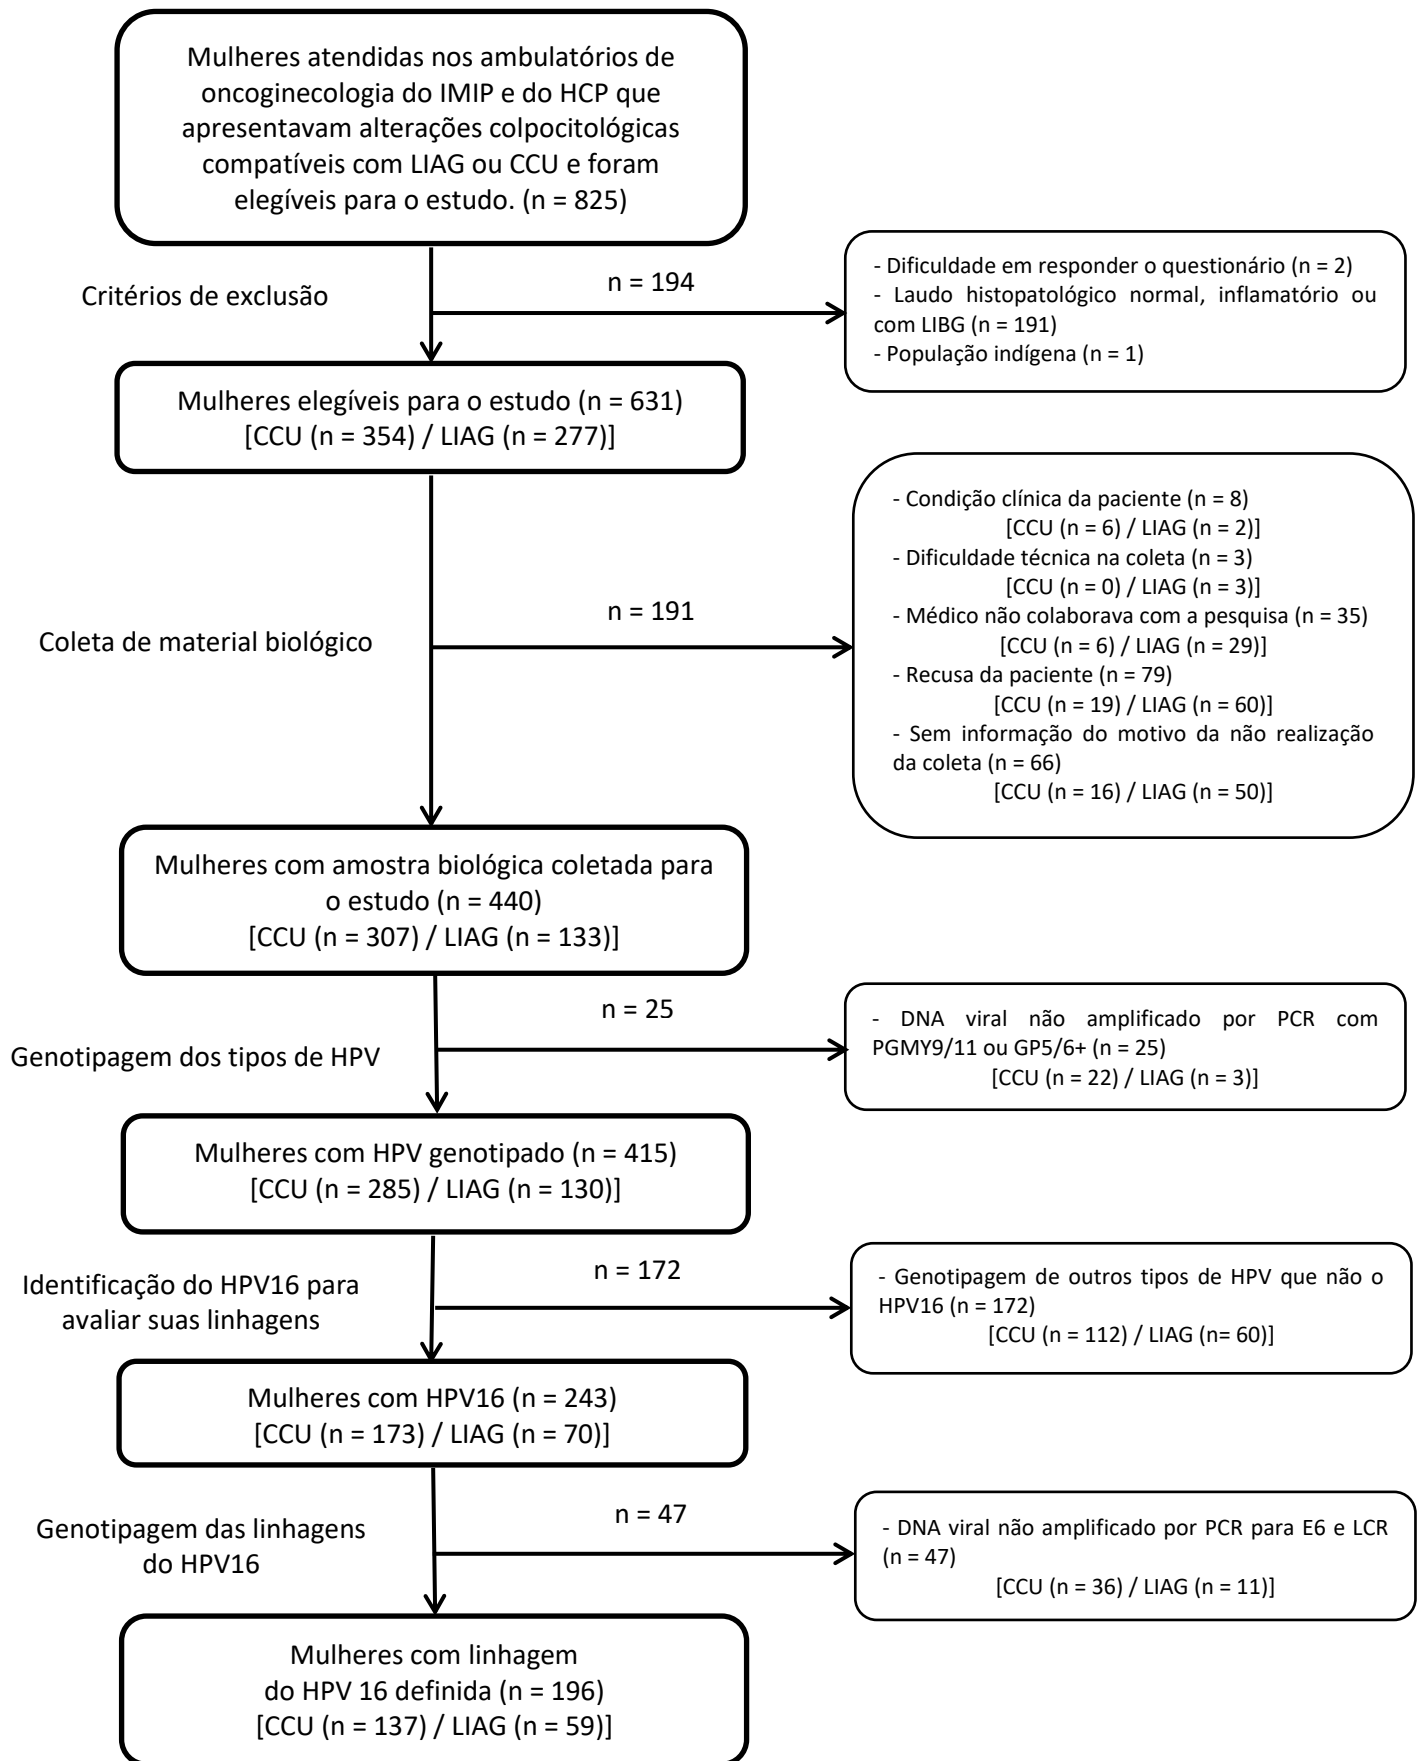 Mulheres atendidas nos ambulatórios de
oncoginecologia do IMIP e do HCP que
apresentavam alterações colpocitológicas
compatíveis com LIAG ou CCU e foram
elegíveis para o estudo. (n = 825)
Critérios de exclusão
n = 194
- Dificuldade em responder o questionário (n = 2)
- Laudo histopatológico normal, inflamatório ou
com LIBG (n = 191)
- População indígena (n = 1)
Mulheres elegíveis para o estudo (n = 631)
[CCU (n = 354) / LIAG (n = 277)]
Coleta de material biológico
n = 191
- Condição clínica da paciente (n = 8)
[CCU (n = 6) / LIAG (n = 2)]
- Dificuldade técnica na coleta (n = 3)
[CCU (n = 0) / LIAG (n = 3)]
- Médico não colaborava com a pesquisa (n = 35)
[CCU (n = 6) / LIAG (n = 29)]
- Recusa da paciente (n = 79)
[CCU (n = 19) / LIAG (n = 60)]
- Sem informação do motivo da não realização
da coleta (n = 66)
[CCU (n = 16) / LIAG (n = 50)]
Mulheres com amostra biológica coletada para
o estudo (n = 440)
[CCU (n = 307) / LIAG (n = 133)]
Genotipagem dos tipos de HPV
n = 25
- DNA viral não amplificado por PCR com
PGMY9/11 ou GP5/6+ (n = 25)
[CCU (n = 22) / LIAG (n = 3)]
Mulheres com HPV genotipado (n = 415)
[CCU (n = 285) / LIAG (n = 130)]
Identificação do HPV16 para
avaliar suas linhagens
n = 172
- Genotipagem de outros tipos de HPV que não o
HPV16 (n = 172)
[CCU (n = 112) / LIAG (n= 60)]
Mulheres com HPV16 (n = 243)
[CCU (n = 173) / LIAG (n = 70)]
Genotipagem das linhagens
do HPV16
n = 47
- DNA viral não amplificado por PCR para E6 e LCR
(n = 47)
[CCU (n = 36) / LIAG (n = 11)]
Mulheres com linhagem
do HPV 16 definida (n = 196)
[CCU (n = 137) / LIAG (n = 59)]